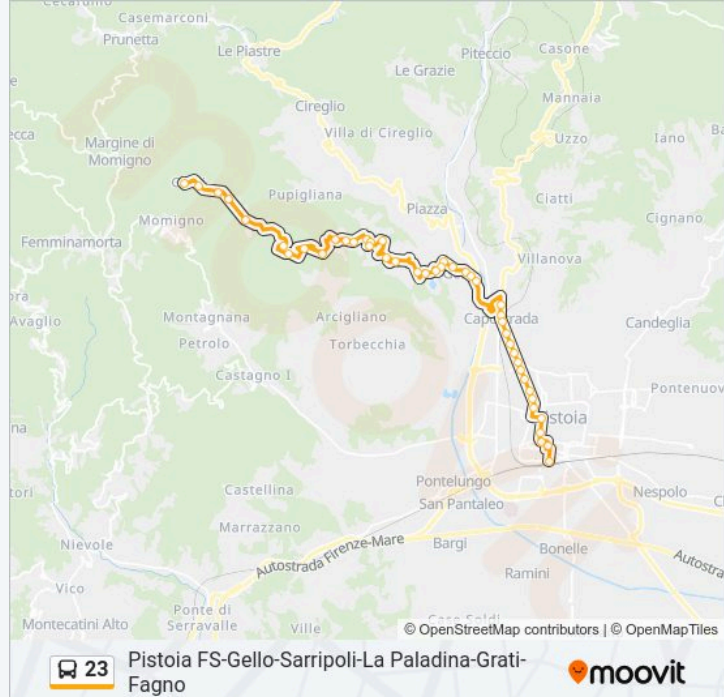 Cecafumo
Casemarconi
Prunetta
Le Piastre
Piteccio
Casone
Le Grazie
Mannaia
Cireglio
Uzzo
Iano
Villa di Cireglio
Margine di
Momigno
Pupigliana
Ciatti
Piazza
Cignano
Momigno
Femminamorta
Villanova
Avaglio
Montagnana
Arcigliano
Capostrada
Candeglia
Petrolo
Torbecchia
Castagno I
Pontenuov
Pistoia
Pontelungo
Castellina
San Pantaleo
Nespolo
Marrazzano
Nievole
Autostrada Firenze-Mare
Bargi
Bonelle
Autostra
Vico
Ramini
Ponte di
Serravalle
Montecatini Alto
Ville
© OpenStreetMap contributors | © OpenMapTiles
23
Pistoia FS-Gello-Sarripoli-La Paladina-Grati-
Fagno
moovit